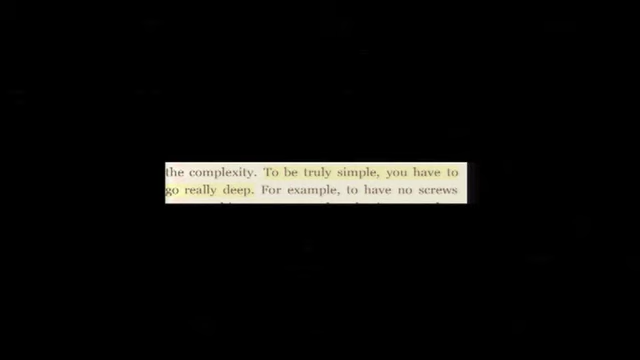 the complexity. To be truly simple, you have to
go really deep. For example, to have no screws